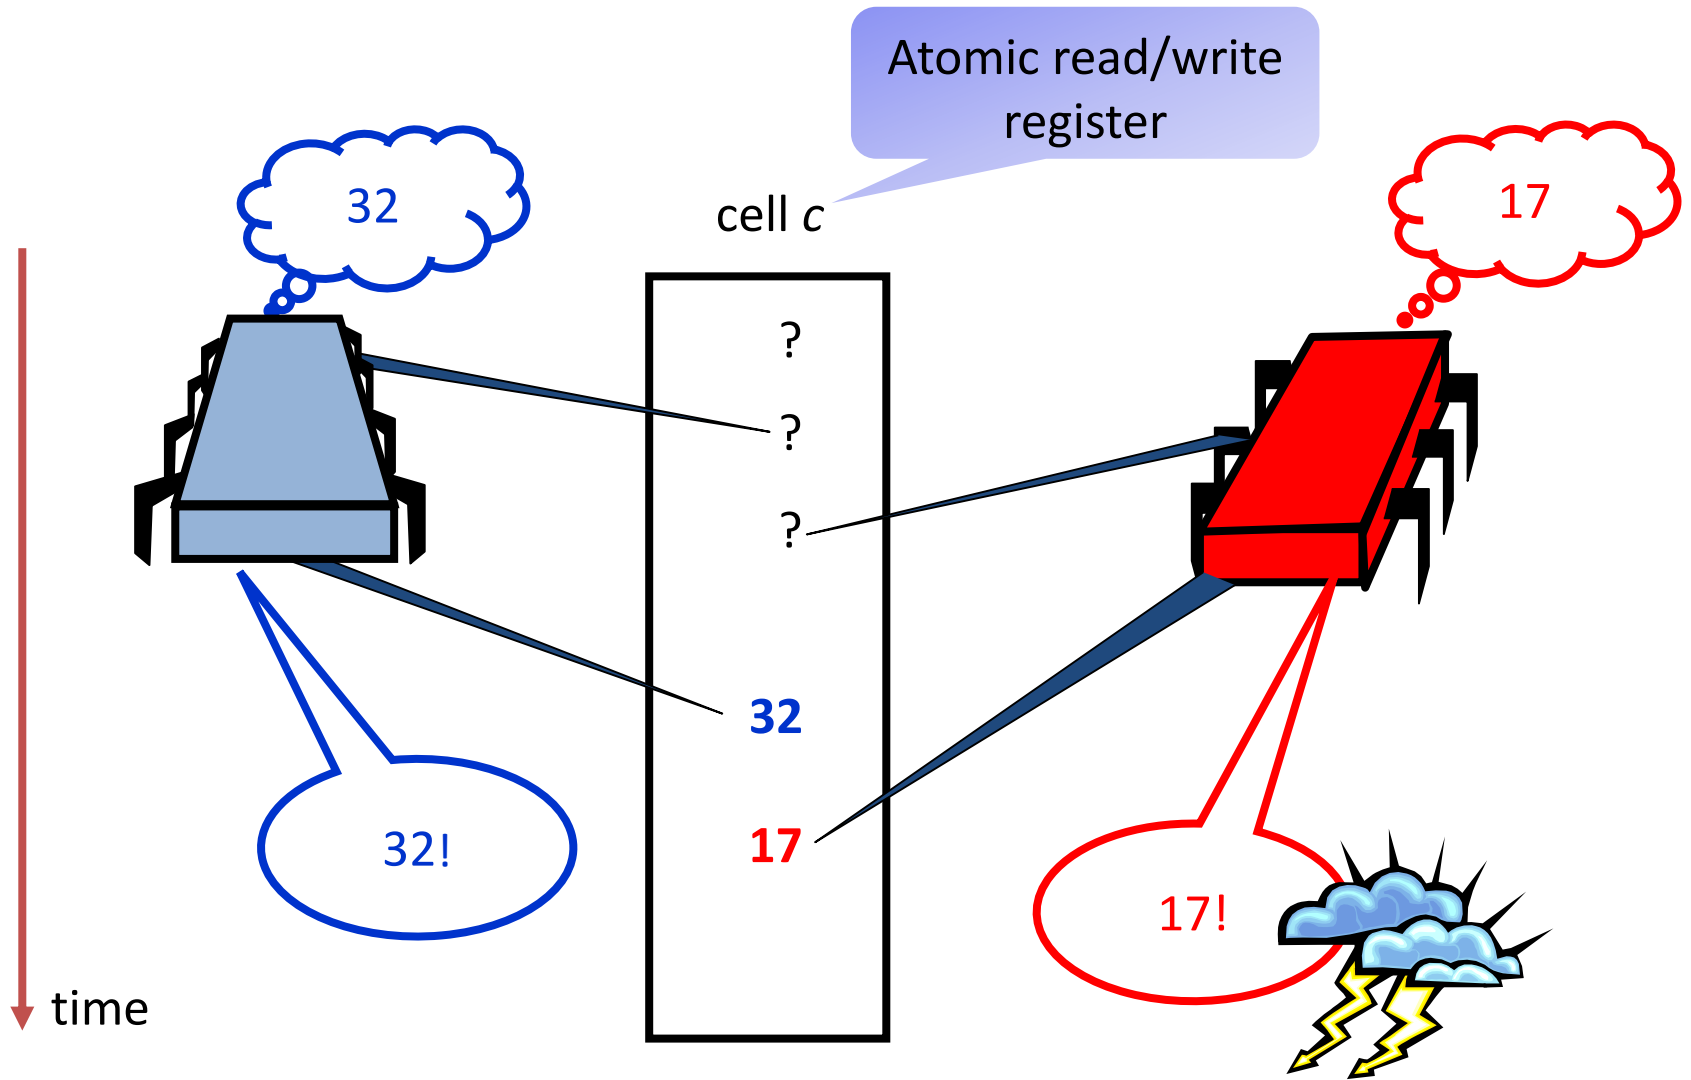 Atomic read/write
register
32
17
cell c
?
?
?
32
17
32!
17!
time